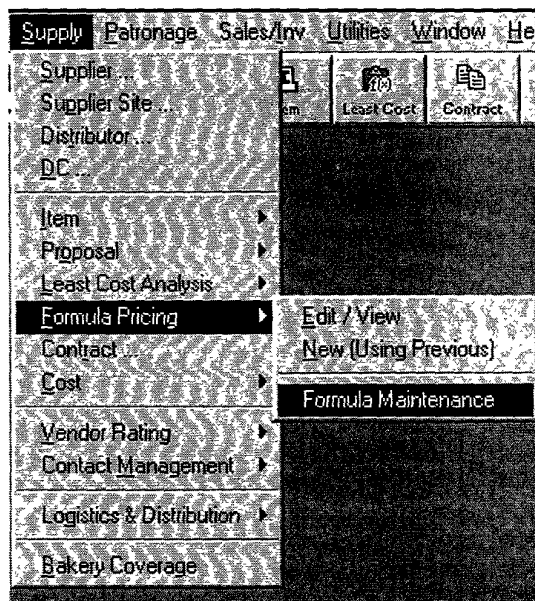 Supply Patronage Sales/Inv Utilities Window He
em Least Cost Contract
Supplier ...
Supplier Site ...
Distributor ...
DC ...
Item
Proposal
Least Cost Analysis
Formula Pricing
Contract ...
Cost
Vendor Rating
Contact Management
Logistics & Distribution
Bakery Coverage
Edit / View
New (Using Previous)
Formula Maintenance